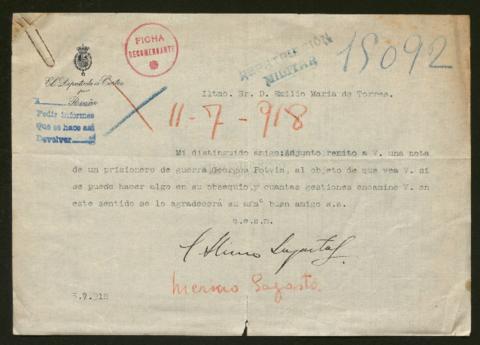 FICHA
RECOMENDANTE
REPATRIACIÓN
MILITAR
15092
El Diputado á Cortes
por
A
Pedir informes
Que se hace así
Devolver
Iltmo. Sr. D. Emilio María de Torres.
11-7-918
Mi distinguido amigo:Adjunto remito a V. una nota
de un prisionero de guerra, Georges Potvin, al objeto de que vea V. si
se puede hacer algo en su obsequio, y cuantas gestiones encamine V. en
este sentido se lo agradecerá su afmº buen amigo s.s.
q.e.s.m.
Merino Sagasta
5.7.918